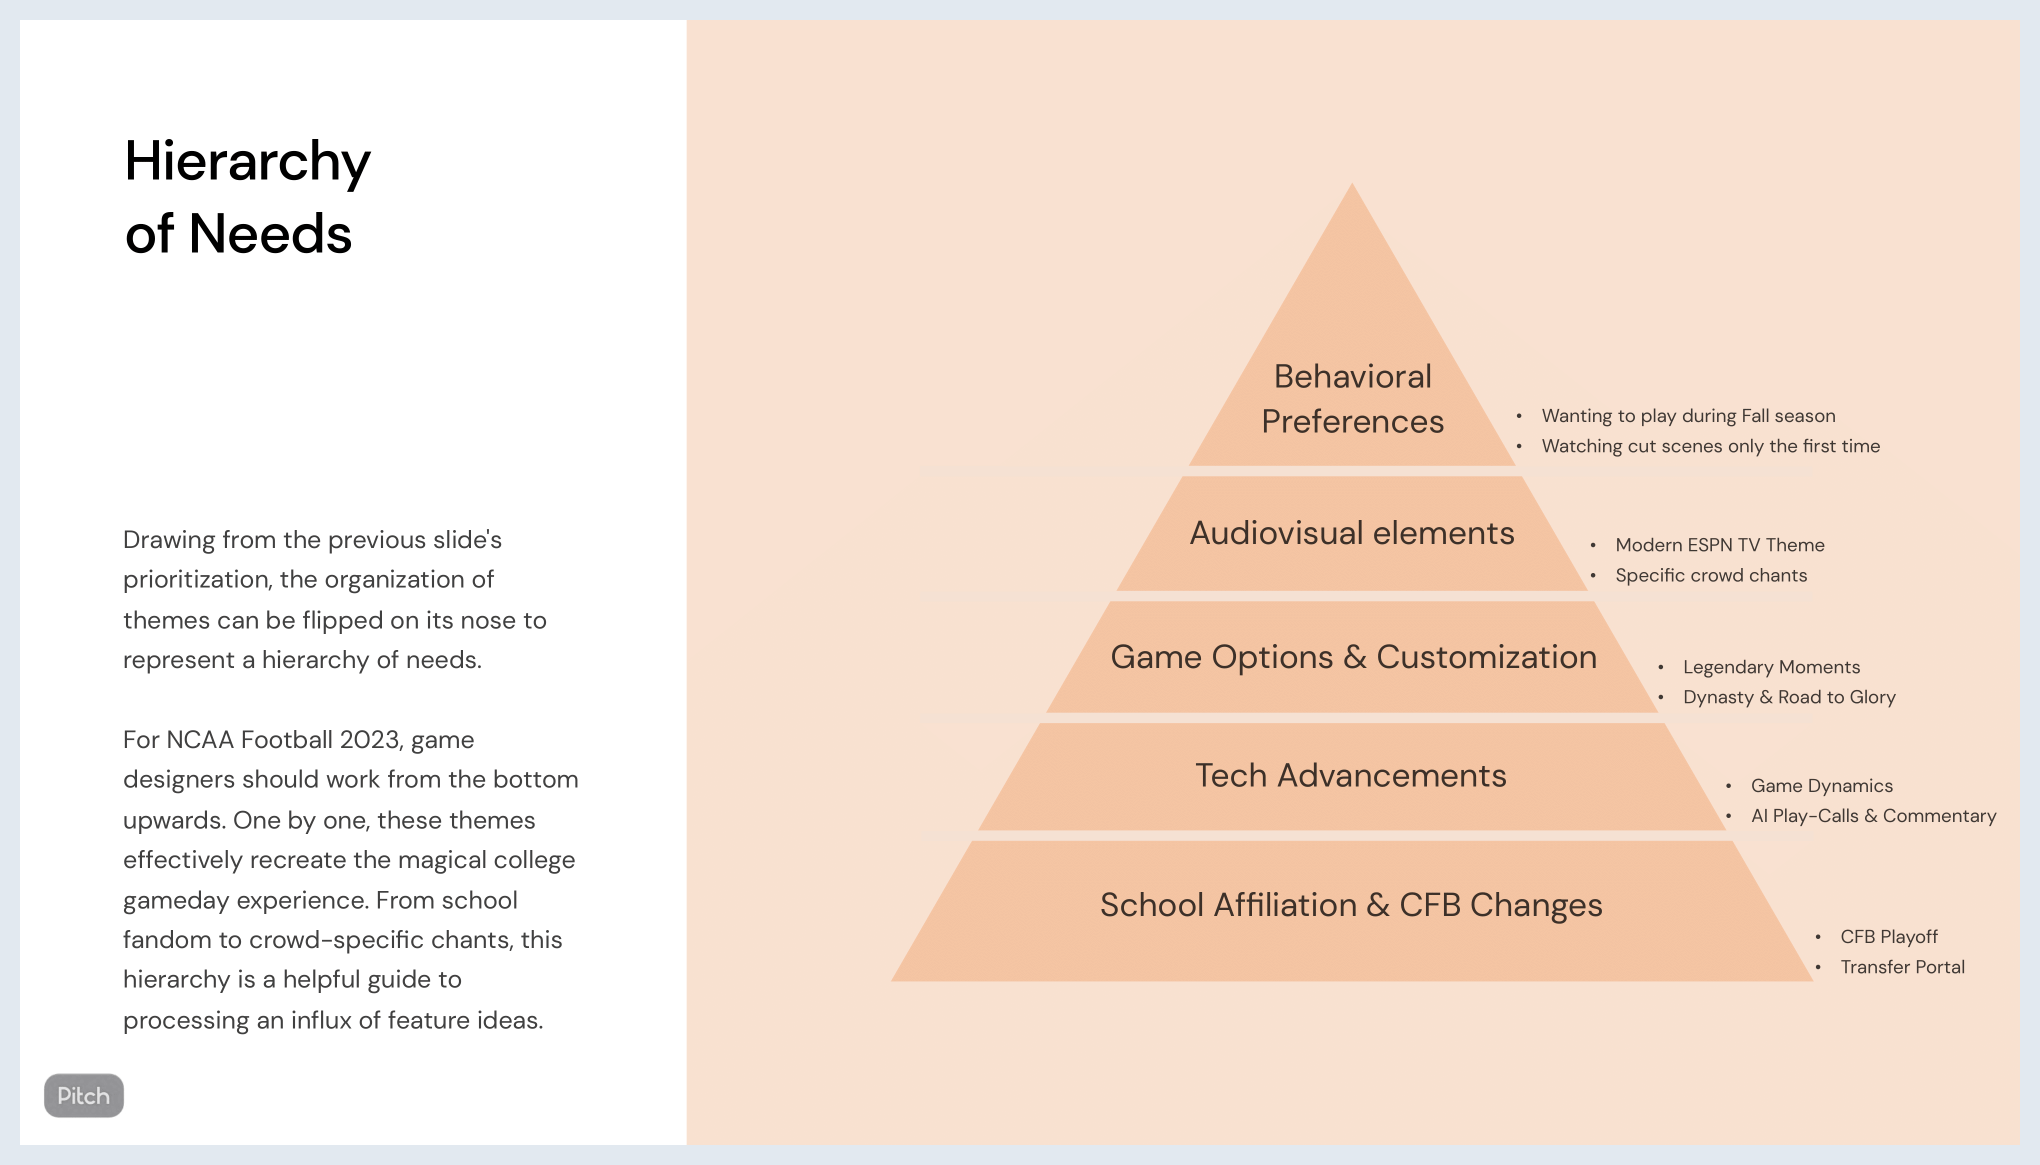 Hierarchy
of Needs
Drawing from the previous slide's
prioritization, the organization of
themes can be flipped on its nose to
represent a hierarchy of needs.
For NCAA Football 2023, game
designers should work from the bottom
upwards. One by one, these themes
effectively recreate the magical college
gameday experience. From school
fandom to crowd-specific chants, this
hierarchy is a helpful guide to
processing an influx of feature ideas.
Pitch
Behavioral
Preferences
• Wanting to play during Fall season
• Watching cut scenes only the first time
Audiovisual elements
• Modern ESPN TV Theme
• Specific crowd chants
Game Options & Customization
• Legendary Moments
• Dynasty & Road to Glory
Tech Advancements
• Game Dynamics
• AI Play-Calls & Commentary
School Affiliation & CFB Changes
• CFB Playoff
• Transfer Portal